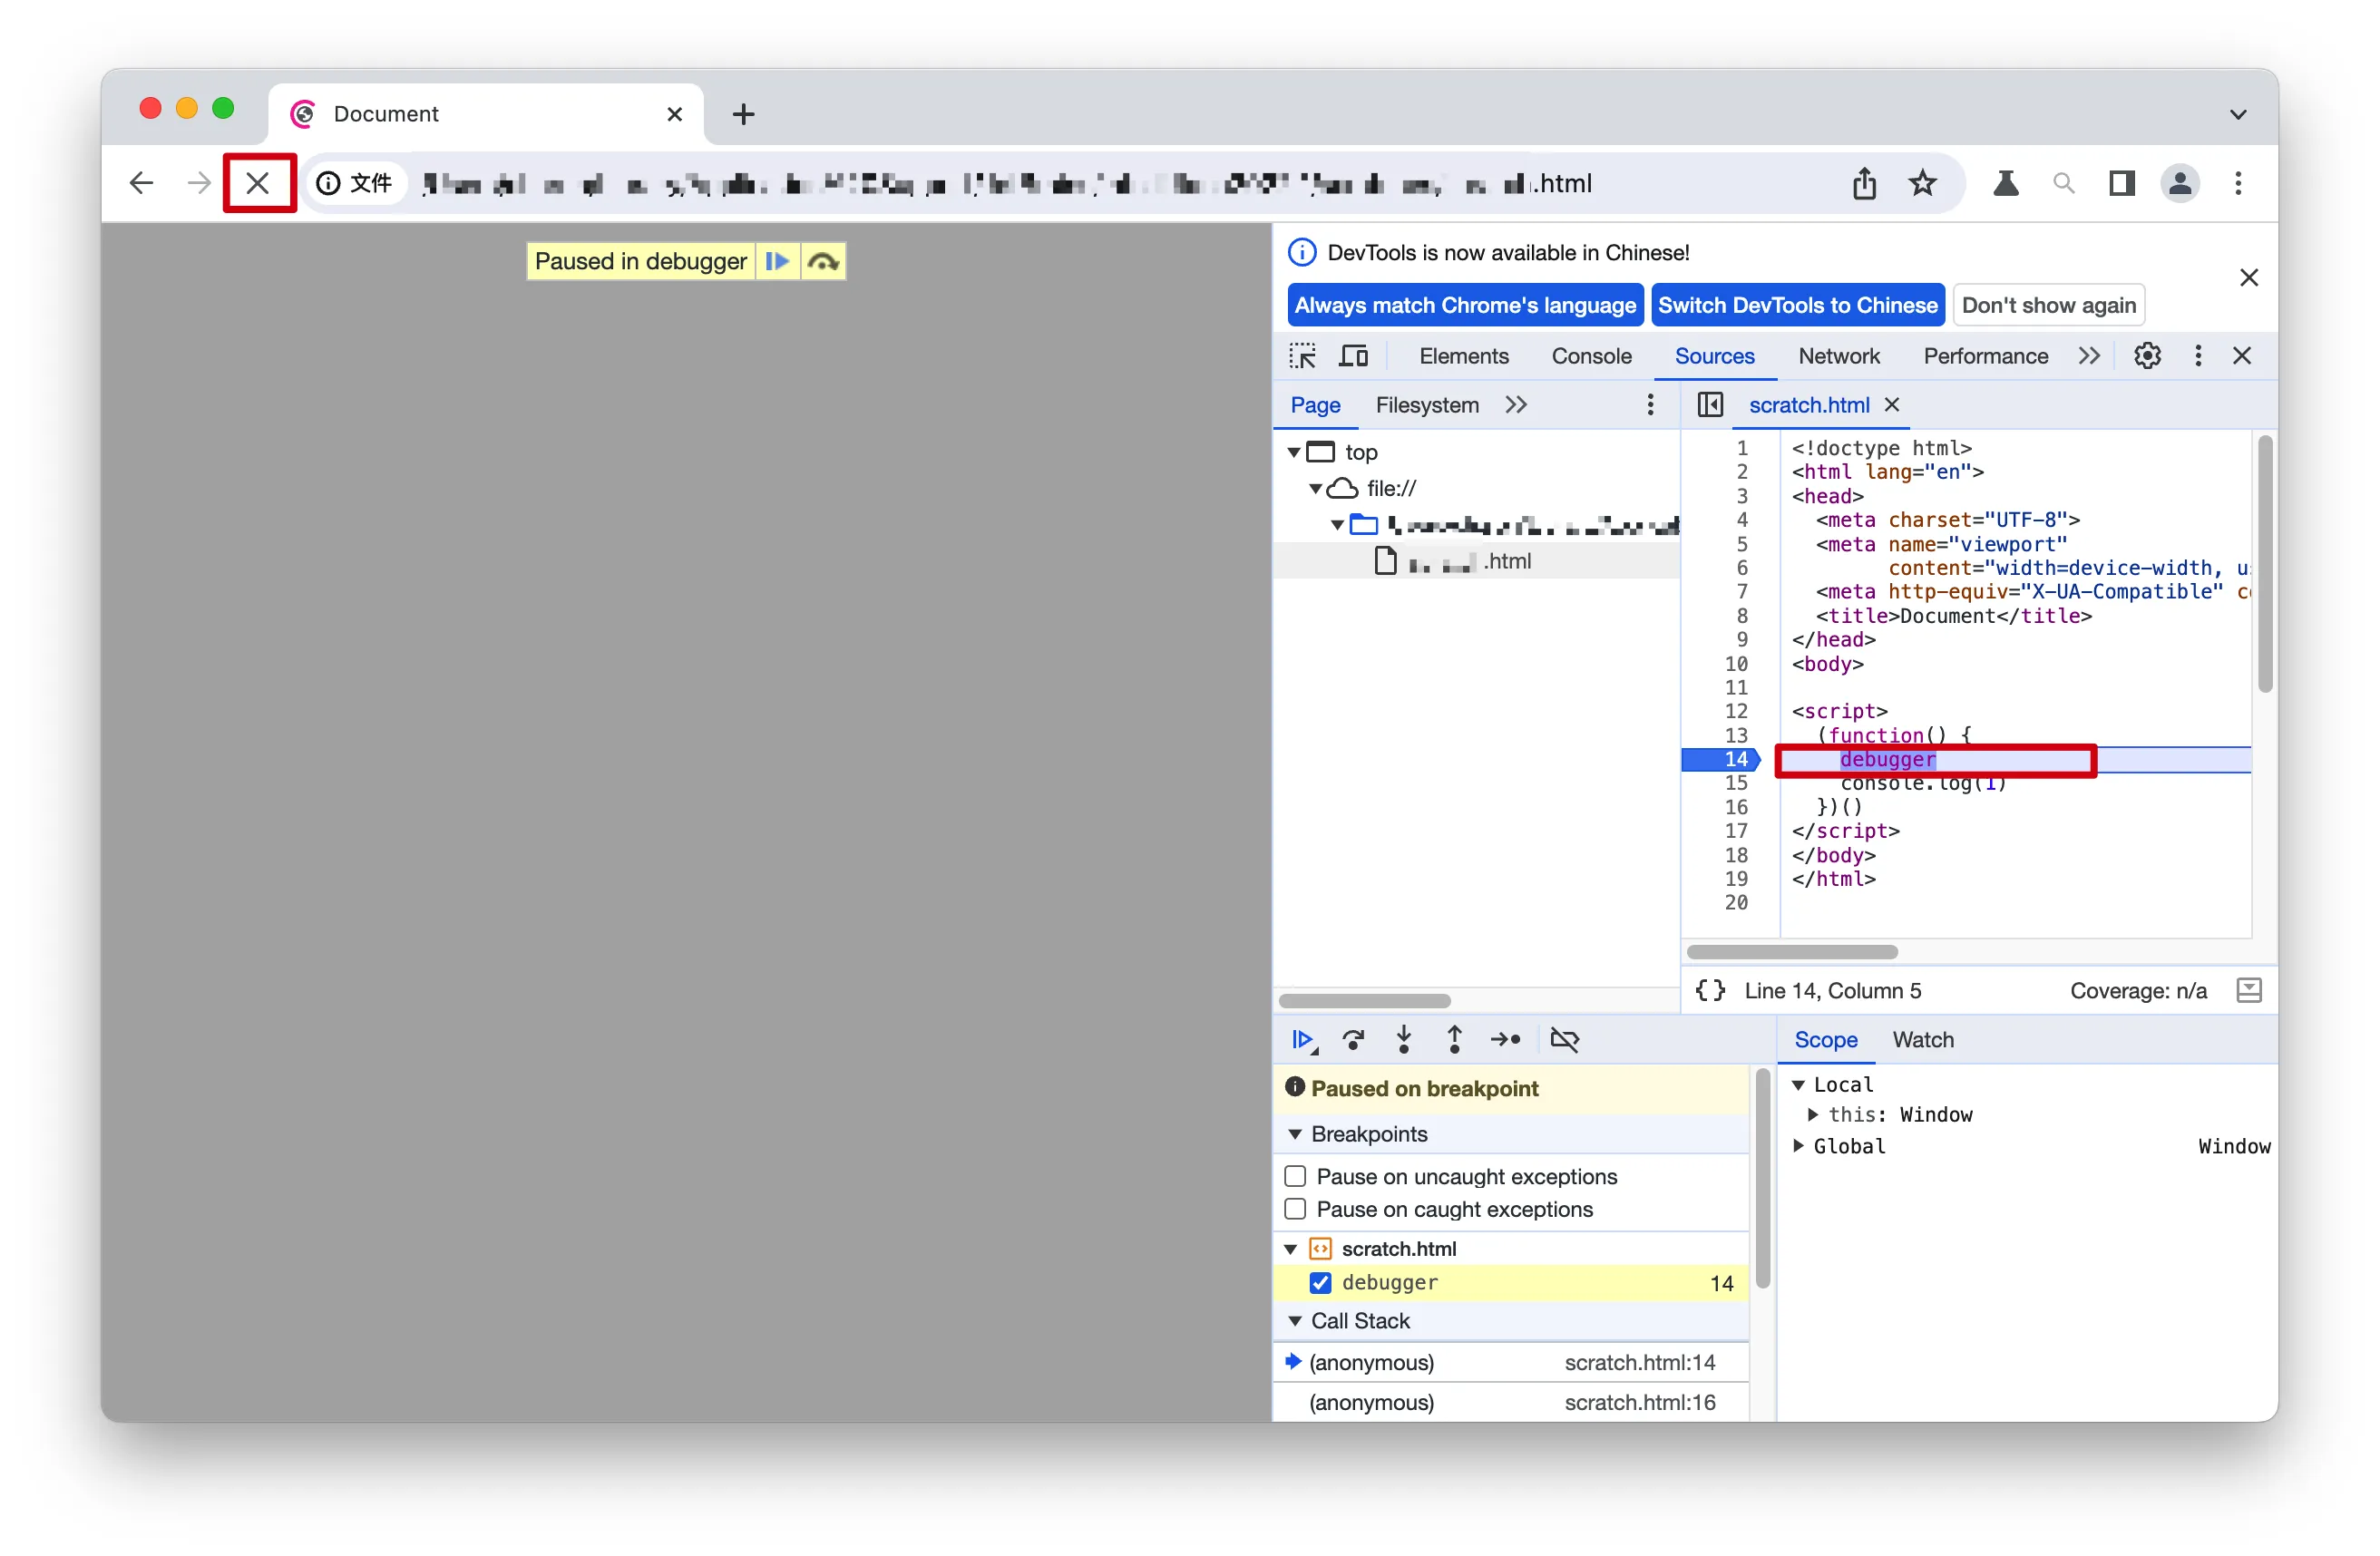 Document
文件
.html
Paused in debugger
DevTools is now available in Chinese!
Always match Chrome's language
Switch DevTools to Chinese
Don't show again
Elements
Console
Sources
Network
Performance
Page
Filesystem
scratch.html
top
file://
.html
1 <!doctype html>
2 <html lang="en">
3 <head>
4 <meta charset="UTF-8">
5 <meta name="viewport"
6 content="width=device-width, u
7 <meta http-equiv="X-UA-Compatible" c
8 <title>Document</title>
9 </head>
10 <body>
11
12 <script>
13 (function() {
14 debugger
15 console.log(1)
16 })()
17 </script>
18 </body>
19 </html>
20
{} Line 14, Column 5
Coverage: n/a
Paused on breakpoint
Breakpoints
Pause on uncaught exceptions
Pause on caught exceptions
scratch.html
debugger 14
Call Stack
(anonymous) scratch.html:14
(anonymous) scratch.html:16
Scope
Watch
Local
this: Window
Global Window